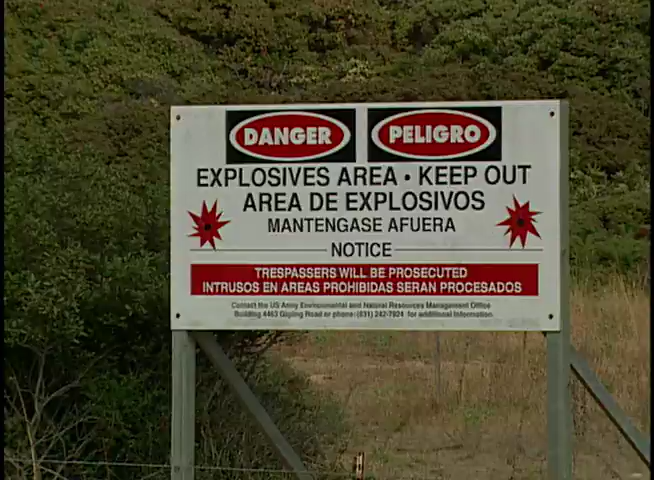 DANGER PELIGRO
EXPLOSIVES AREA • KEEP OUT
AREA DE EXPLOSIVOS
MANTENGASE AFUERA
NOTICE
TRESPASSERS WILL BE PROSECUTED
INTRUSOS EN AREAS PROHIBIDAS SERAN PROCESADOS
Contact the US Army Environmental and Natural Resources Management Office
Building 4463 Gigling Road or phone: (831) 242-7924 for additional information